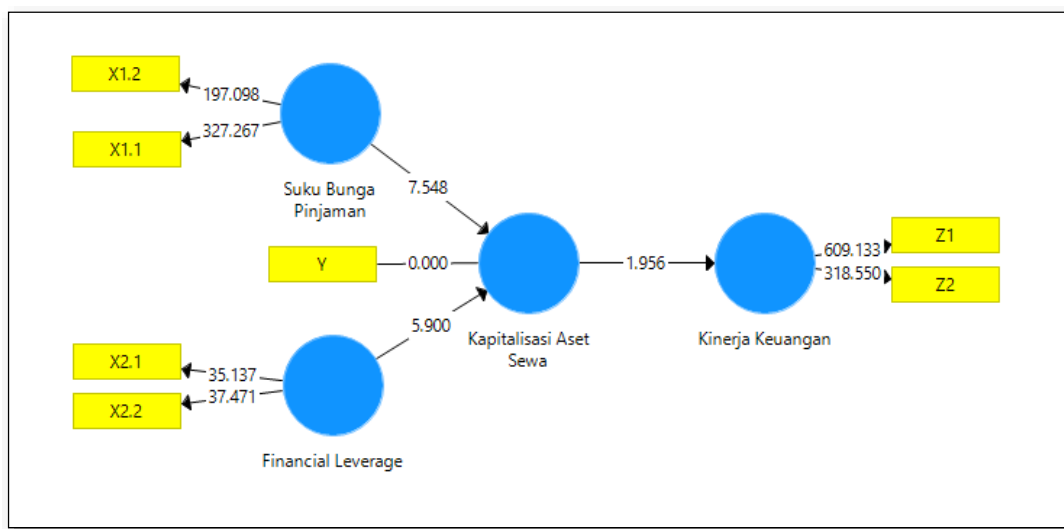 X1.2
197.098
327.267
X1.1
Suku Bunga
Pinjaman
7.548
Y
0.000
Kapitalisasi Aset
Sewa
1.956
Kinerja Keuangan
609.133
Z1
318.550
Z2
5.900
X2.1
35.137
37.471
X2.2
Financial Leverage